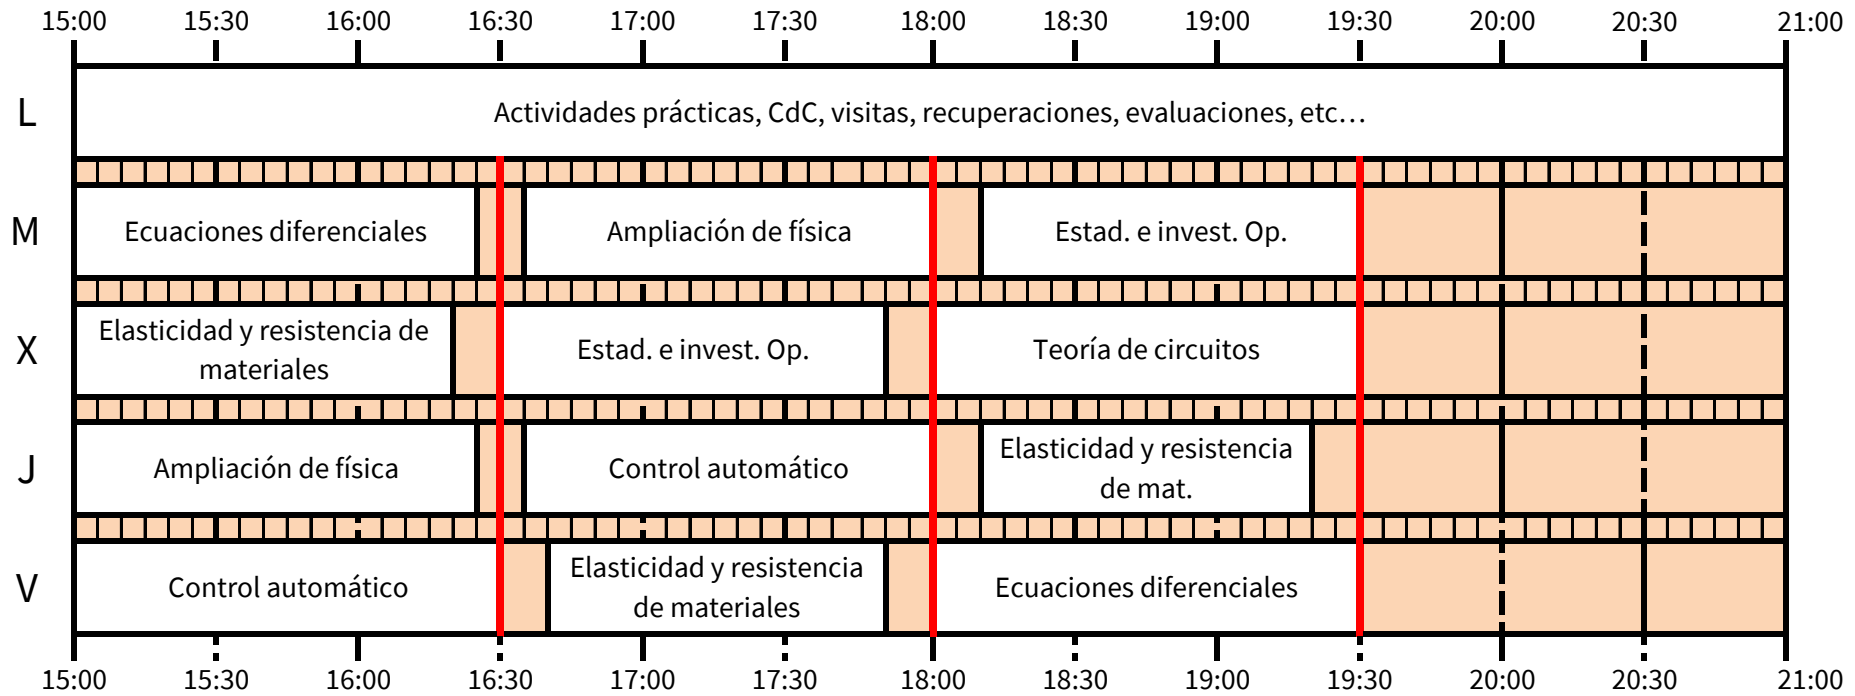 15:00 15:30 16:00 16:30 17:00 17:30 18:00 18:30 19:00 19:30 20:00 20:30 21:00
L
Actividades prácticas, CdC, visitas, recuperaciones, evaluaciones, etc…
M
Ecuaciones diferenciales
Ampliación de física
Estad. e invest. Op.
X
Elasticidad y resistencia de
materiales
Estad. e invest. Op.
Teoría de circuitos
J
Ampliación de física
Control automático
Elasticidad y resistencia
de mat.
V
Control automático
Elasticidad y resistencia
de materiales
Ecuaciones diferenciales
15:00 15:30 16:00 16:30 17:00 17:30 18:00 18:30 19:00 19:30 20:00 20:30 21:00